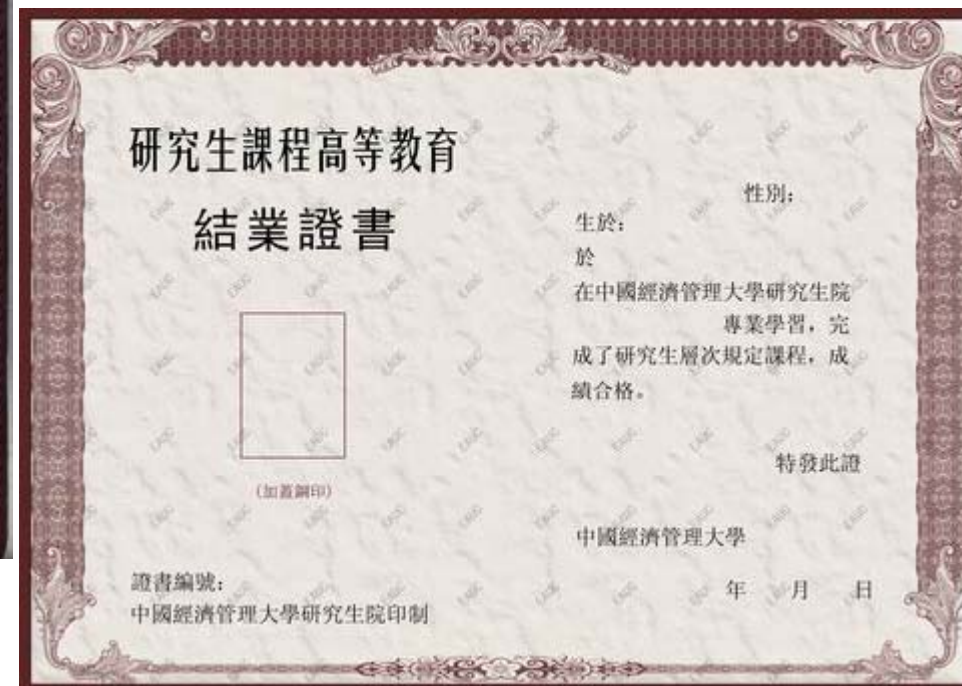 研究生課程高等教育
結業證書
(加蓋鋼印)
證書編號:
中國經濟管理大學研究生院印制
性別:
生於:
於
在中國經濟管理大學研究生院
專業學習，完
成了研究生層次規定課程，成
績合格。
特發此證
中國經濟管理大學
年 月 日